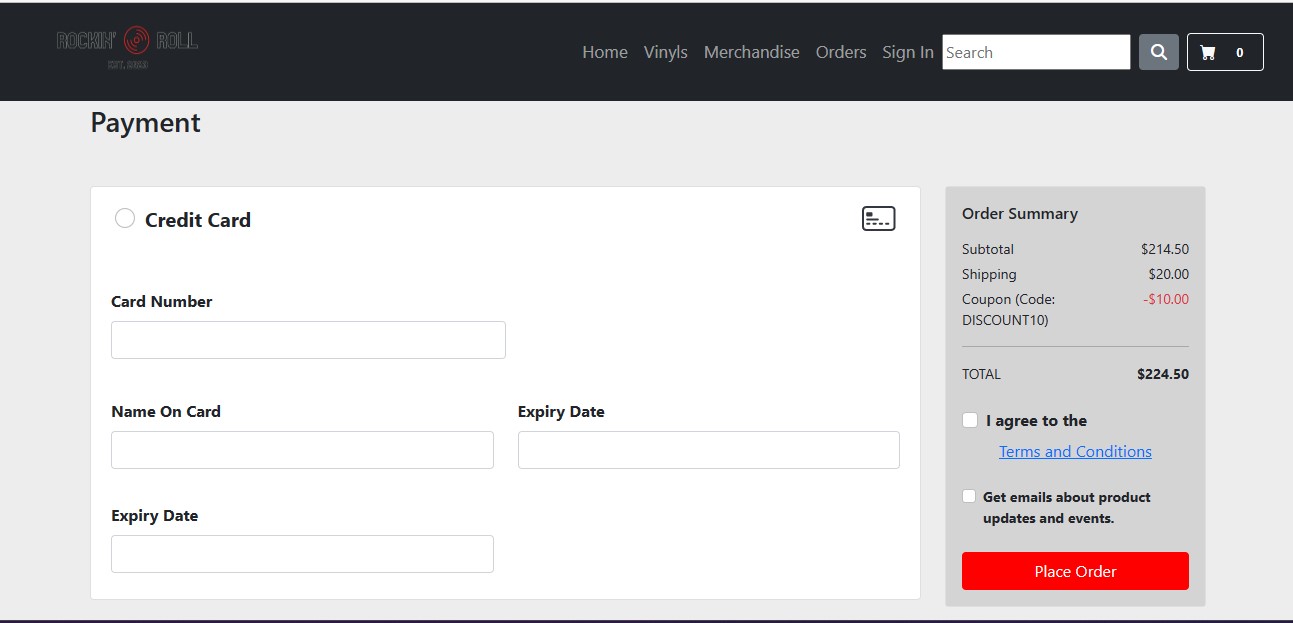 ROCKIN' ROLL
Home Vinyls Merchandise Orders Sign In Search 0
Payment
Credit Card
Card Number
Name On Card Expiry Date
Expiry Date
Order Summary
Subtotal $214.50
Shipping $20.00
Coupon (Code: -$10.00
DISCOUNT10)
TOTAL $224.50
I agree to the
Terms and Conditions
Get emails about product
updates and events.
Place Order